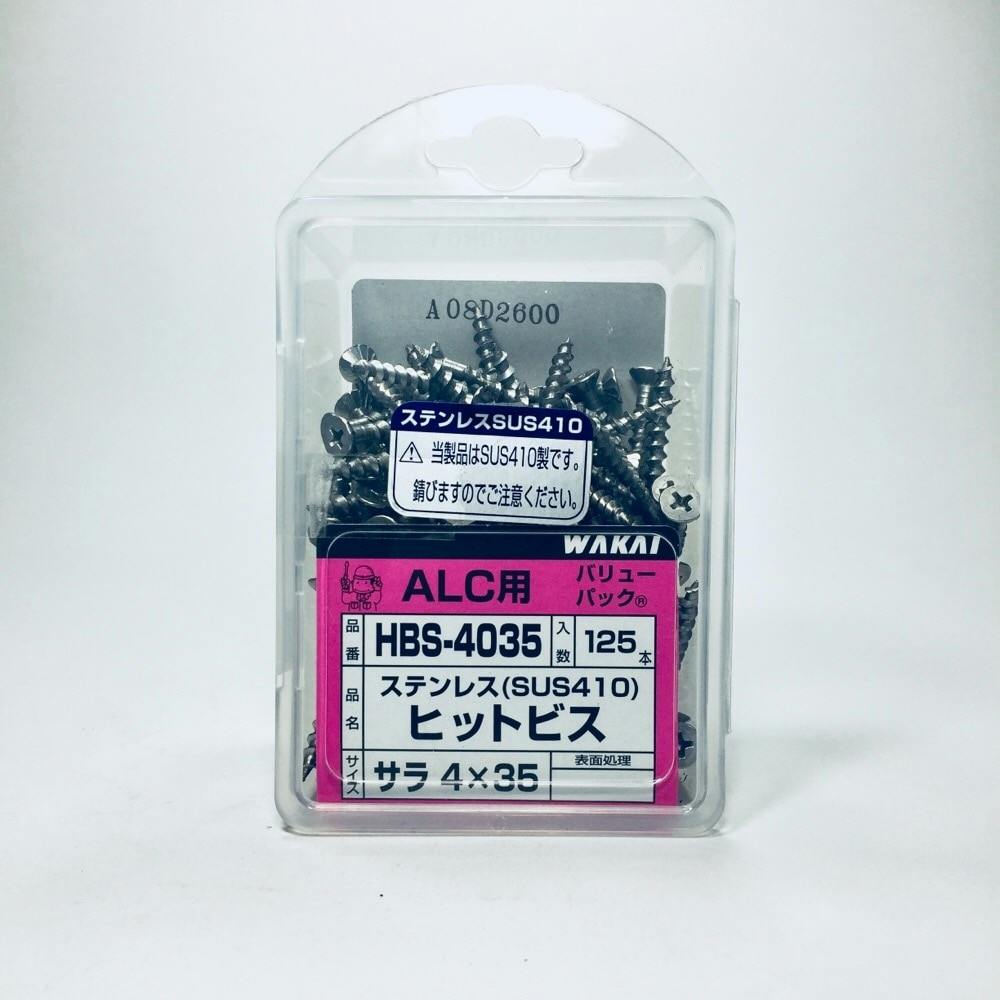 A08D2600
ステンレスSUS410
⚠ 当製品はSUS410製です。
錆びますのでご注意ください。
WAKAI
ALC用
バリュー
パック®
品番 HBS-4035 入数 125本
品名 ステンレス(SUS410)
ヒットビス
サイズ サラ 4×35 表面処理